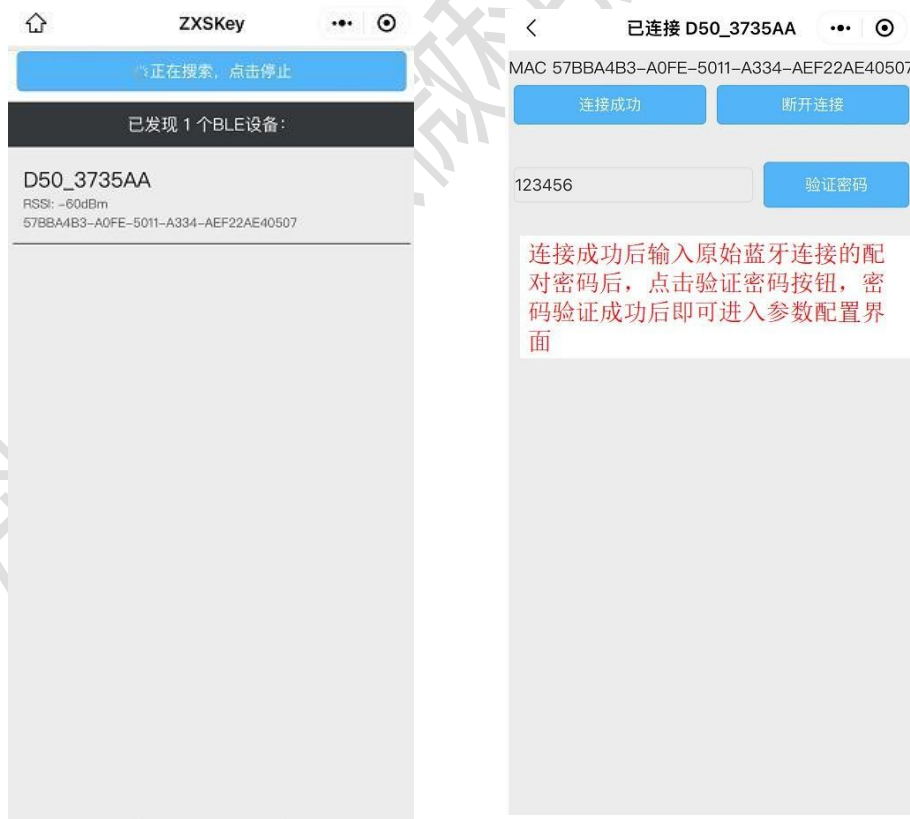 ZXSKey
正在搜索，点击停止
已发现 1 个BLE设备：
D50_3735AA
RSSI: -60dBm
57BBA4B3-A0FE-5011-A334-AEF22AE40507
已连接 D50_3735AA
MAC 57BBA4B3-A0FE-5011-A334-AEF22AE40507
连接成功
断开连接
123456
验证密码
连接成功后输入原始蓝牙连接的配
对密码后，点击验证密码按钮，密
码验证成功后即可进入参数配置界
面